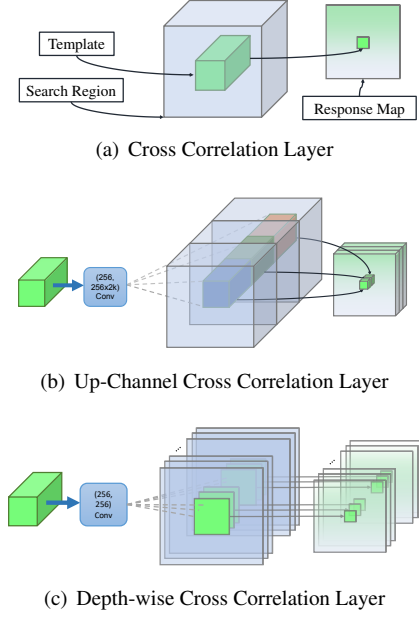 Template
Search Region
Response Map
(a) Cross Correlation Layer
(256,
256x2k)
Conv
(b) Up-Channel Cross Correlation Layer
...
(256,
256)
Conv
...
(c) Depth-wise Cross Correlation Layer